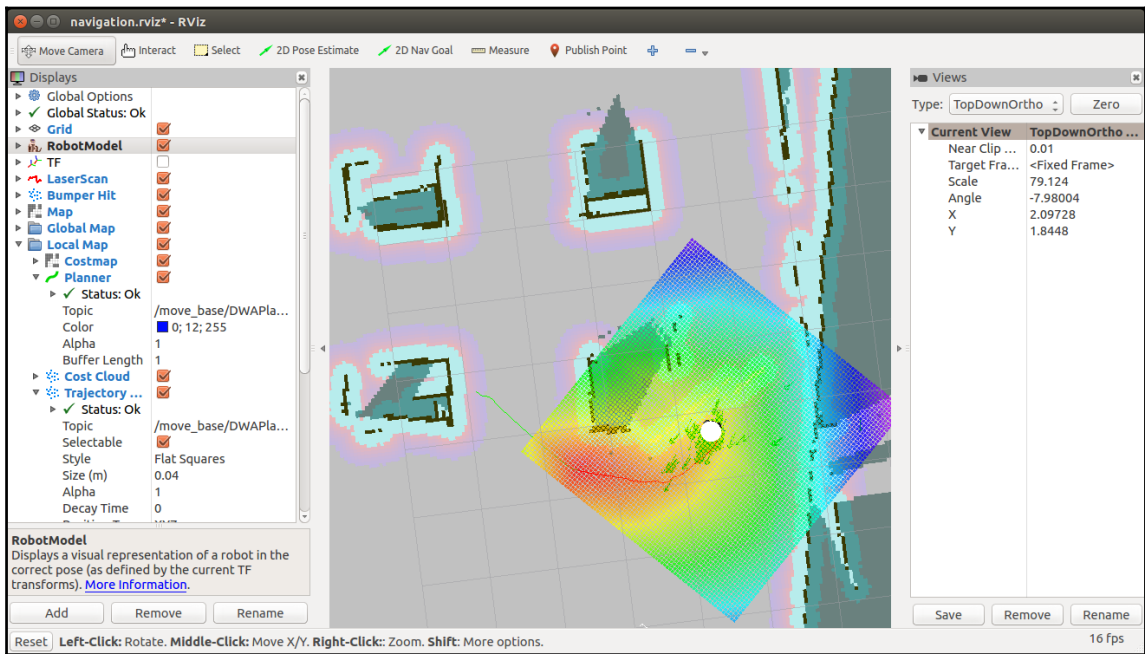 navigation.rviz* - RViz
Move Camera Interact Select 2D Pose Estimate 2D Nav Goal Measure Publish Point
Displays
Global Options
Global Status: Ok
Grid
RobotModel
TF
LaserScan
Bumper Hit
Map
Global Map
Local Map
Costmap
Planner
Status: Ok
Topic /move_base/DWAPla...
Color 0; 12; 255
Alpha 1
Buffer Length 1
Cost Cloud
Trajectory ...
Status: Ok
Topic /move_base/DWAPla...
Selectable
Style Flat Squares
Size (m) 0.04
Alpha 1
Decay Time 0
RobotModel
Displays a visual representation of a robot in the
correct pose (as defined by the current TF
transforms). More Information.
Add Remove Rename
Views
Type: TopDownOrtho Zero
Current View TopDownOrtho ...
Near Clip ... 0.01
Target Fra... <Fixed Frame>
Scale 79.124
Angle -7.98004
X 2.09728
Y 1.8448
Save Remove Rename
Reset Left-Click: Rotate. Middle-Click: Move X/Y. Right-Click:: Zoom. Shift: More options. 16 fps